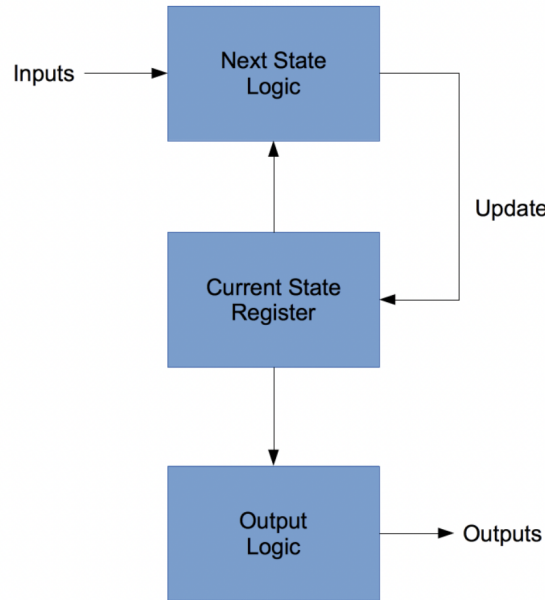 Next State
Logic
Inputs
Update
Current State
Register
Output
Logic
Outputs